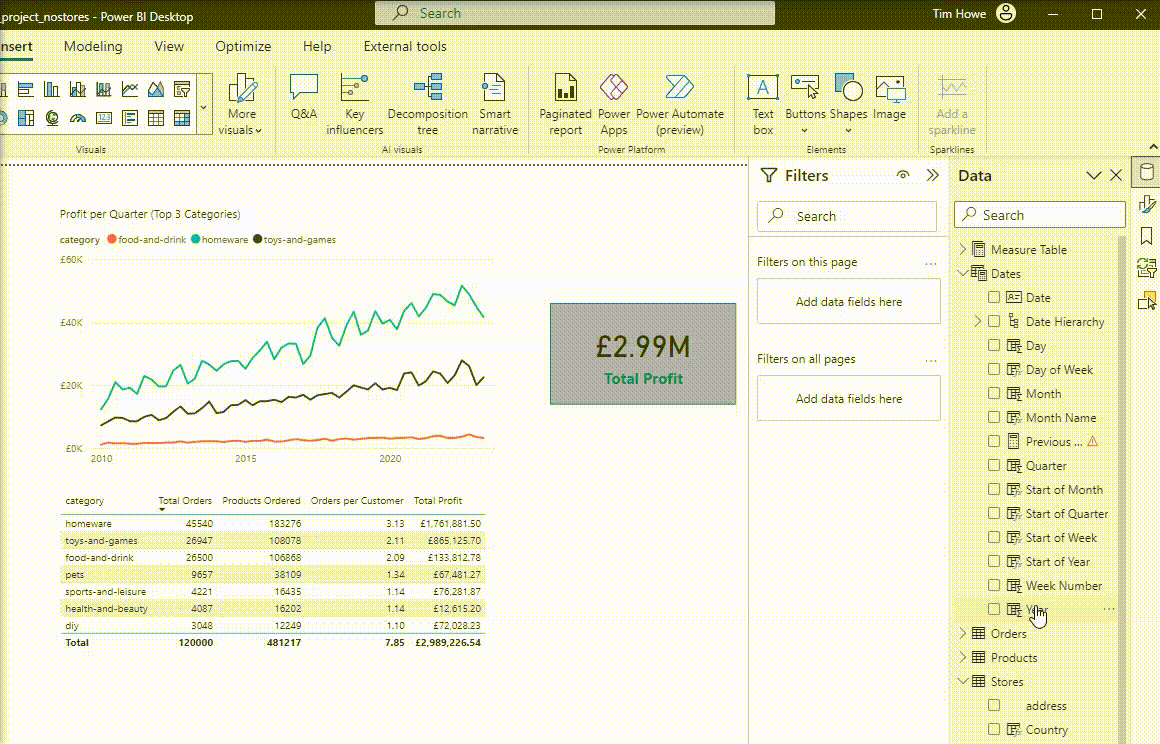 _project_nostores - Power BI Desktop
Search
Tim Howe
nsert Modeling View Optimize Help External tools
More visuals
Q&A
Key influencers
Decomposition tree
Smart narrative
Paginated report
Power Apps
Power Automate (preview)
Text box
Buttons
Shapes
Image
Add a sparkline
Visuals
AI visuals
Power Platform
Elements
Sparklines
Profit per Quarter (Top 3 Categories)
category food-and-drink homeware toys-and-games
£60K
£40K
£20K
£0K
2010 2015 2020
£2.99M
Total Profit
category Total Orders Products Ordered Orders per Customer Total Profit
homeware 45540 183276 3.13 £1,761,881.50
toys-and-games 26947 108078 2.11 £865,125.70
food-and-drink 26500 106868 2.09 £133,812.78
pets 9657 38109 1.34 £67,481.27
sports-and-leisure 4221 16435 1.14 £76,281.87
health-and-beauty 4087 16202 1.14 £12,615.20
diy 3048 12249 1.10 £72,028.23
Total 120000 481217 7.85 £2,989,226.54
Filters
Search
Filters on this page
...
Add data fields here
Filters on all pages
...
Add data fields here
Data
Search
Measure Table
Dates
Date
Date Hierarchy
Day
Day of Week
Month
Month Name
Previous ...
Quarter
Start of Month
Start of Quarter
Start of Week
Start of Year
Week Number
...
Orders
Products
Stores
address
Country